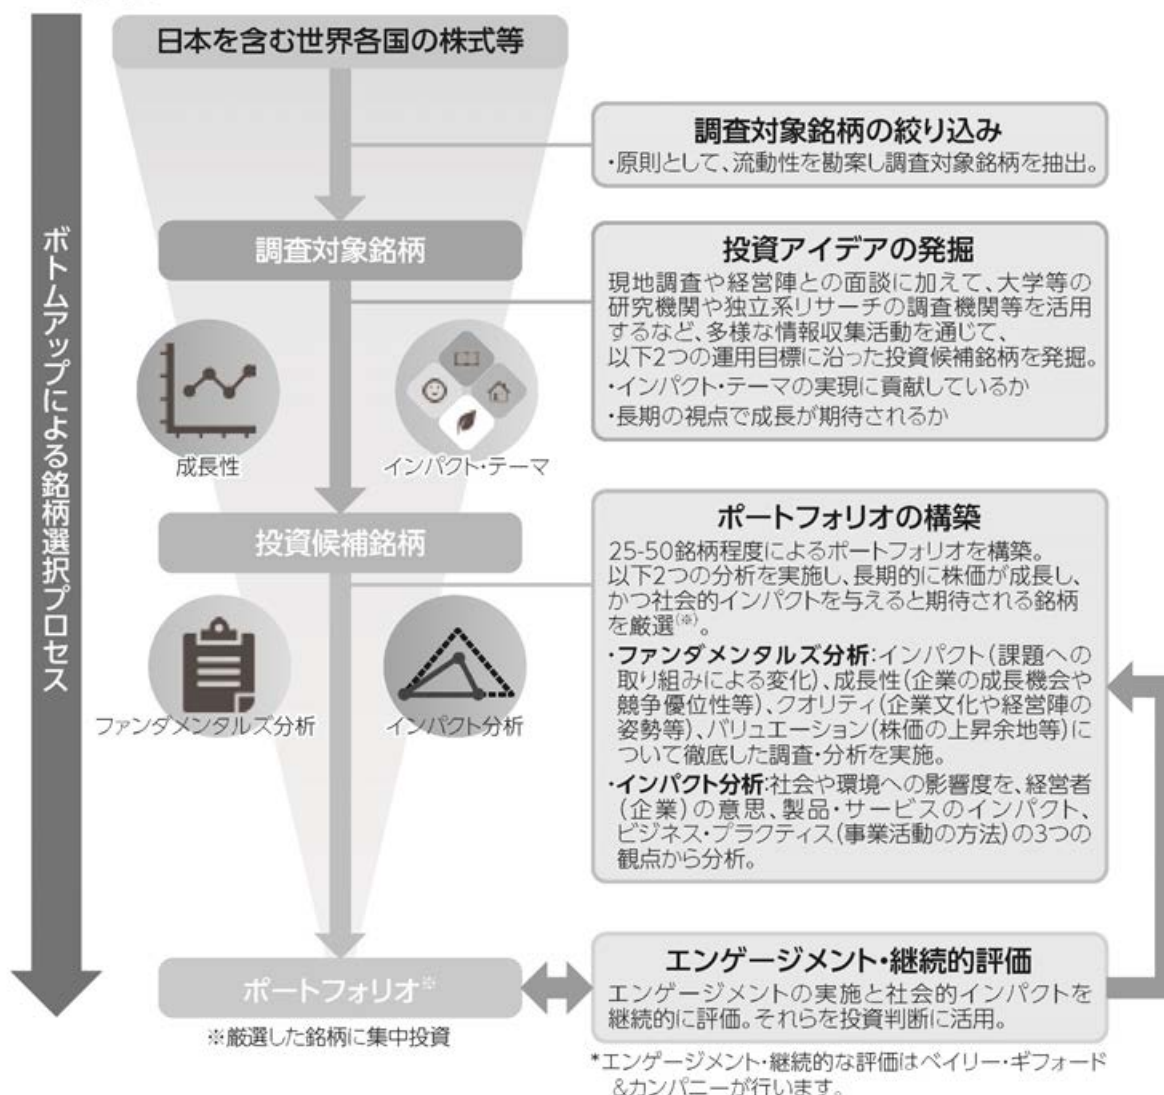 日本を含む世界各国の株式等
調査対象銘柄の絞り込み
・原則として、流動性を勘案し調査対象銘柄を抽出。
ボトムアップによる銘柄選択プロセス
調査対象銘柄
投資アイデアの発掘
現地調査や経営陣との面談に加えて、大学等の
研究機関や独立系リサーチの調査機関等を活用
するなど、多様な情報収集活動を通じて、
以下2つの運用目標に沿った投資候補銘柄を発掘。
・インパクト・テーマの実現に貢献しているか
・長期の視点で成長が期待されるか
成長性
インパクト・テーマ
投資候補銘柄
ポートフォリオの構築
25-50銘柄程度によるポートフォリオを構築。
以下2つの分析を実施し、長期的に株価が成長し、
かつ社会的インパクトを与えると期待される銘柄
を厳選(※)。
・ファンダメンタルズ分析:インパクト(課題への
取り組みによる変化)、成長性(企業の成長機会や
競争優位性等)、クオリティ(企業文化や経営陣の
姿勢等)、バリュエーション(株価の上昇余地等)に
ついて徹底した調査・分析を実施。
・インパクト分析:社会や環境への影響度を、経営者
(企業)の意思、製品・サービスのインパクト、
ビジネス・プラクティス(事業活動の方法)の3つの
観点から分析。
ファンダメンタルズ分析
インパクト分析
ポートフォリオ※
※厳選した銘柄に集中投資
エンゲージメント・継続的評価
エンゲージメントの実施と社会的インパクトを
継続的に評価。それらを投資判断に活用。
*エンゲージメント・継続的な評価はベイリー・ギフォード
&カンパニーが行います。